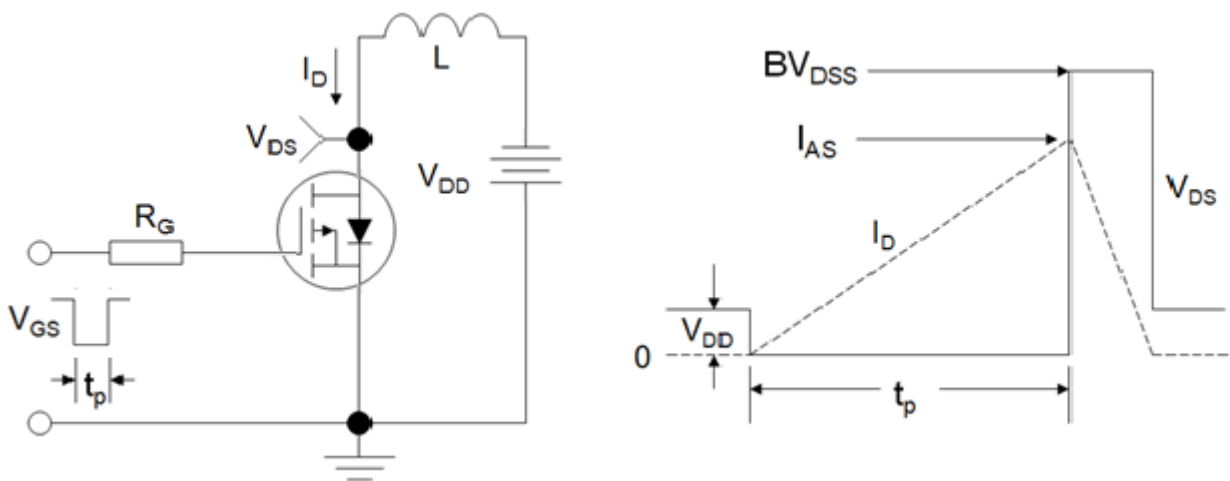 L
I_D
V_DS
V_DD
R_G
V_GS
t_p
BV_DSS
I_AS
V_DS
I_D
V_DD
0
t_p